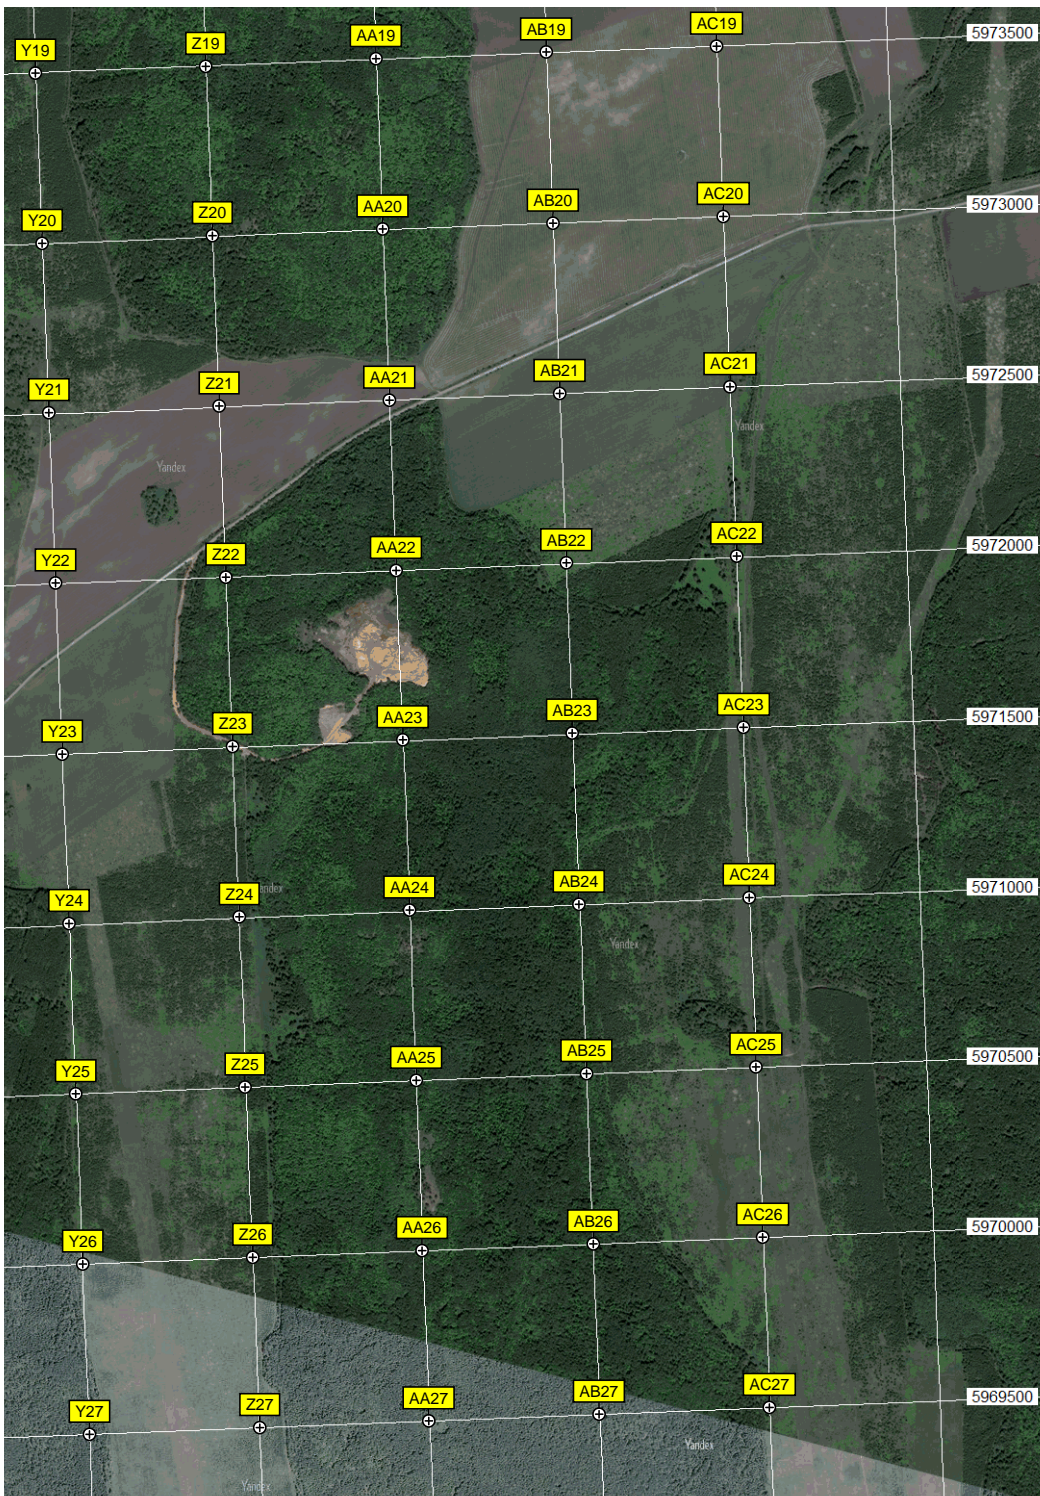 Y19 Z19 AA19 AB19 AC19 5973500
Y20 Z20 AA20 AB20 AC20 5973000
Y21 Z21 AA21 AB21 AC21 5972500
Yandex
Yandex
Y22 Z22 AA22 AB22 AC22 5972000
Y23 Z23 AA23 AB23 AC23 5971500
Y24 Z24 AA24 AB24 AC24 5971000
Yandex
Y25 Z25 AA25 AB25 AC25 5970500
Y26 Z26 AA26 AB26 AC26 5970000
Y27 Z27 AA27 AB27 AC27 5969500
Yandex
Yandex